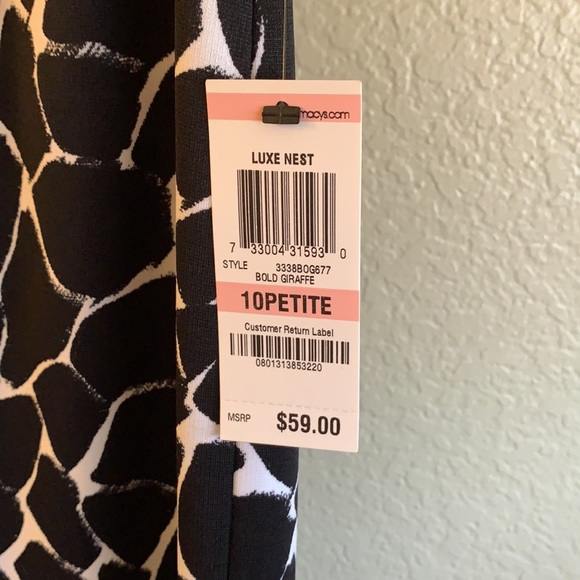 macys.com
LUXE NEST
7 33004 31593 0
STYLE 3338BOG677
BOLD GIRAFFE
10PETITE
Customer Return Label
0801313853220
MSRP $59.00